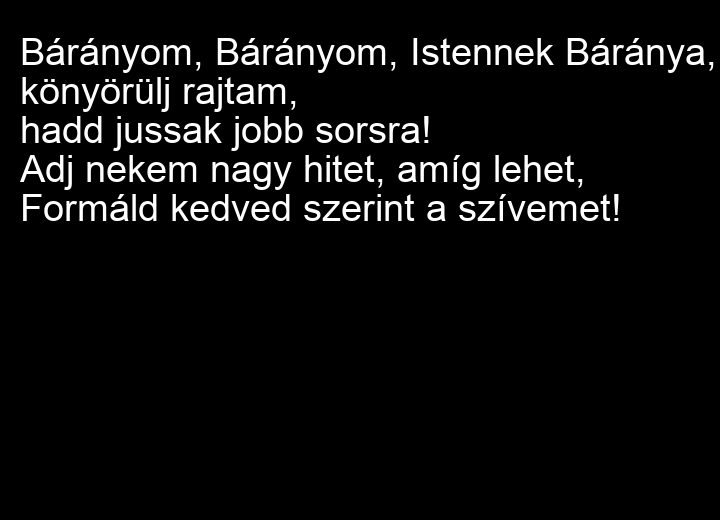 Bárányom, Bárányom, Istennek Báránya,
könyörülj rajtam,
hadd jussak jobb sorsra!
Adj nekem nagy hitet, amíg lehet,
Formáld kedved szerint a szívemet!